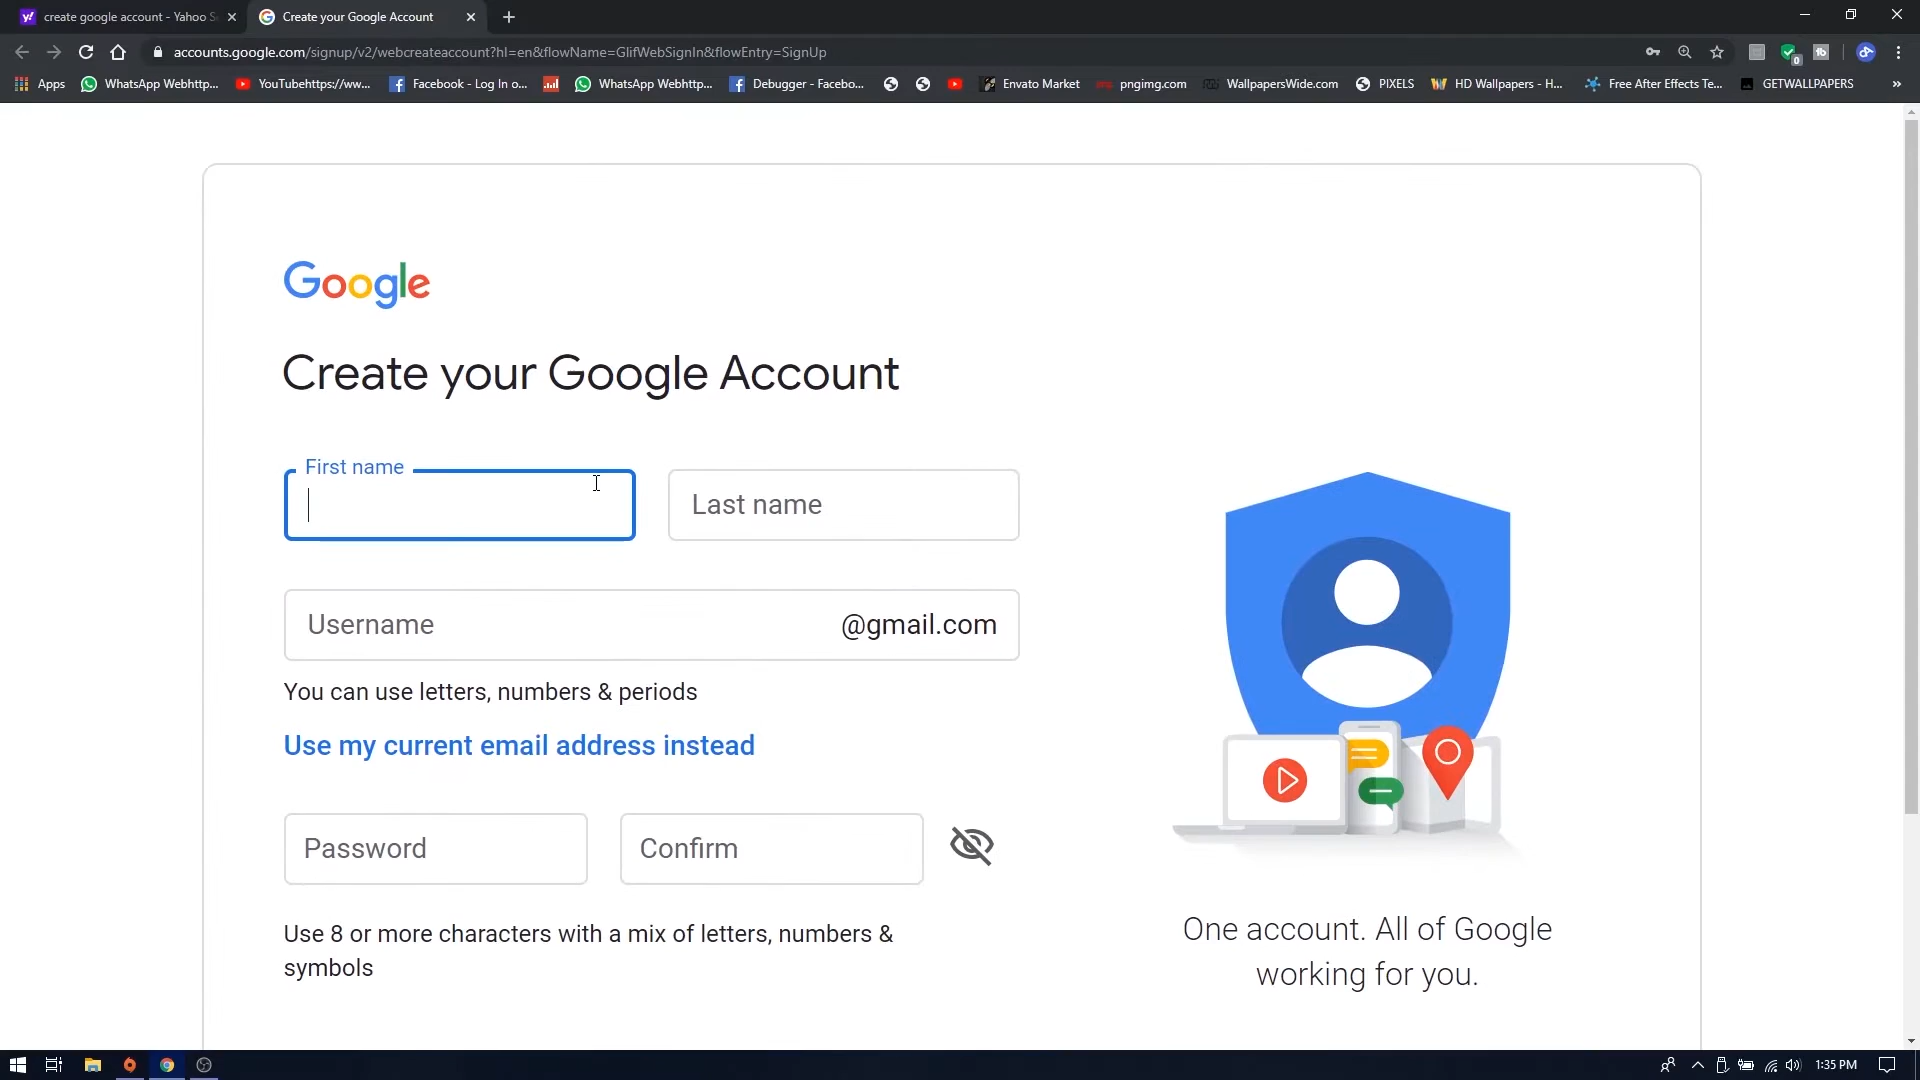 create google account - Yahoo S
Create your Google Account
accounts.google.com/signup/v2/webcreateaccount?hl=en&flowName=GlifWebSignIn&flowEntry=SignUp
0
fb
Apps
WhatsApp Webhttp...
YouTubehttps://ww...
Facebook - Log In o...
WhatsApp Webhttp...
Debugger - Facebo...
Envato Market
pngimg.com
WallpapersWide.com
PIXELS
HD Wallpapers - H...
Free After Effects Te...
GETWALLPAPERS
Google
Create your Google Account
First name
Last name
Username
@gmail.com
You can use letters, numbers & periods
Use my current email address instead
Password
Confirm
Use 8 or more characters with a mix of letters, numbers &
symbols
One account. All of Google
working for you.
1:35 PM